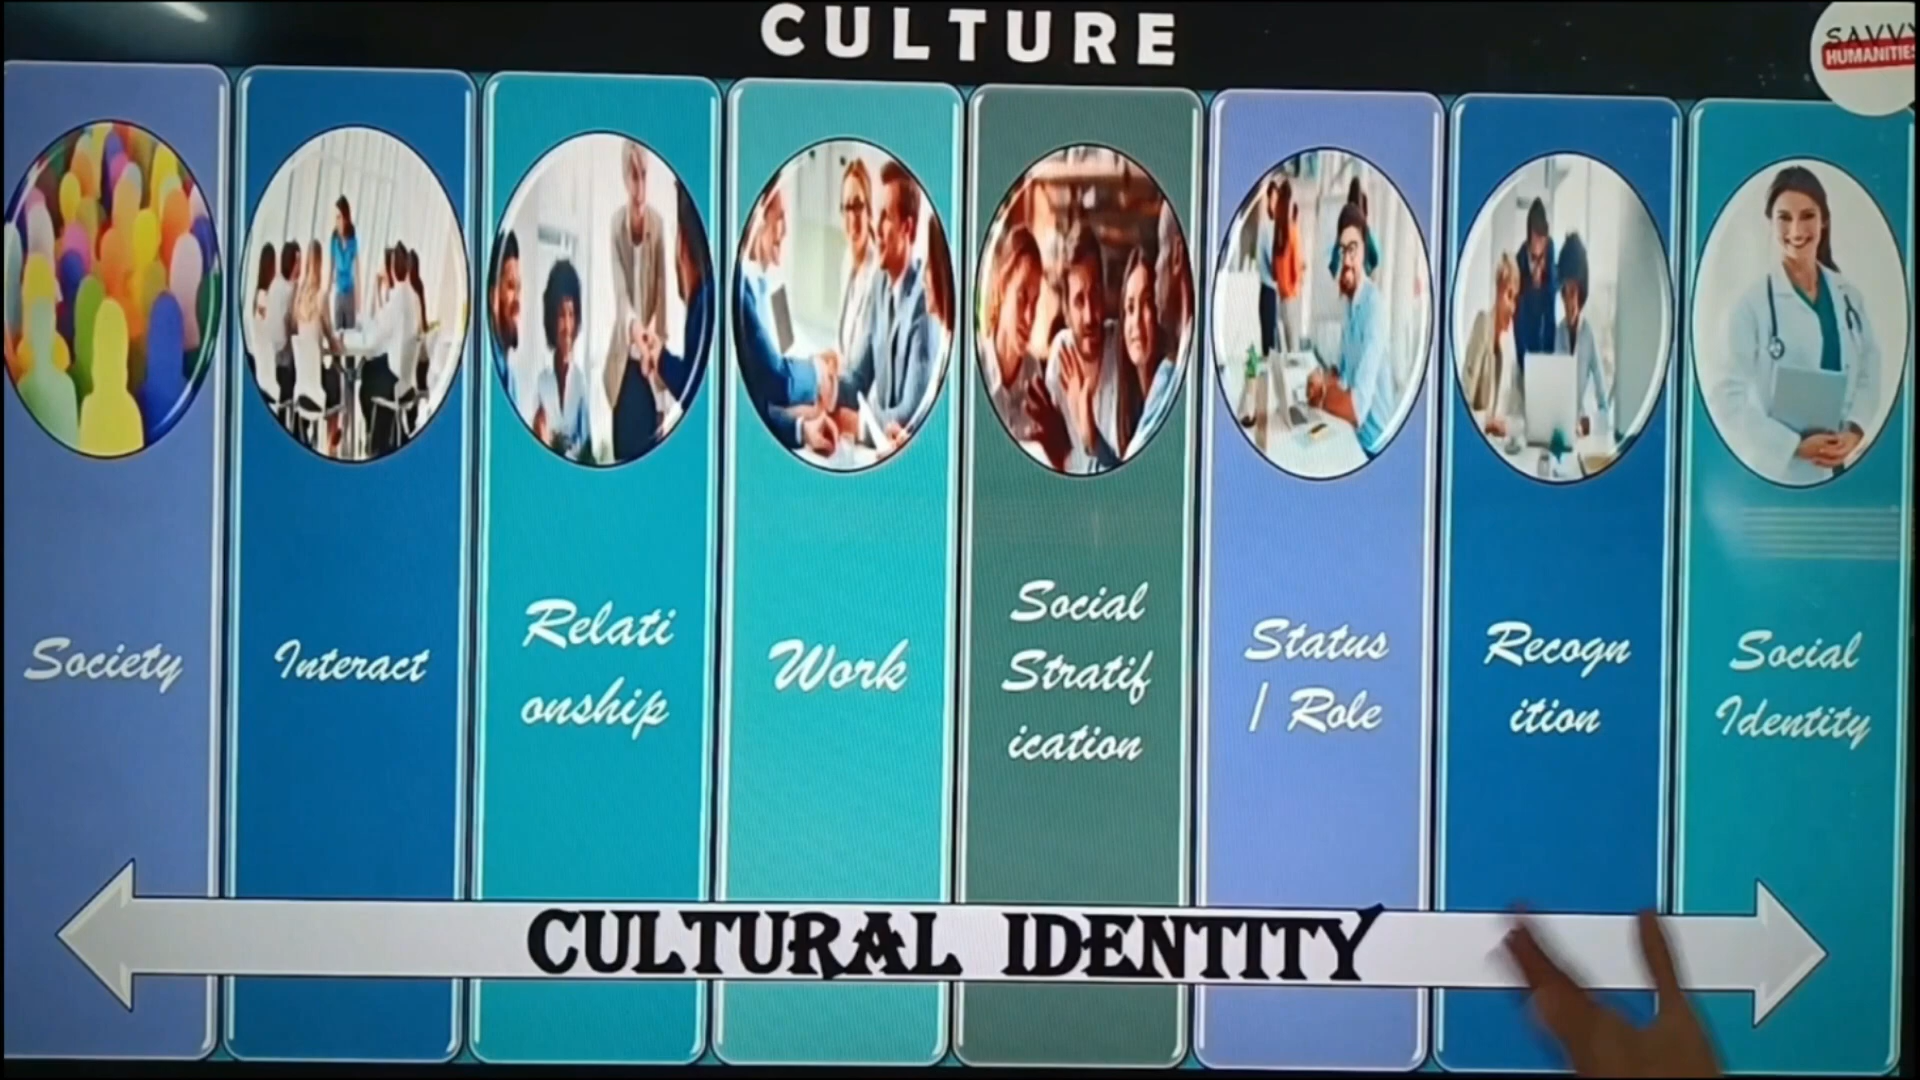 CULTURE
SAVVY
HUMANITIES
Society
Interact
Relati
onship
Work
Social
Stratif
ication
Status
/ Role
Recogn
ition
Social
Identity
CULTURAL IDENTITY